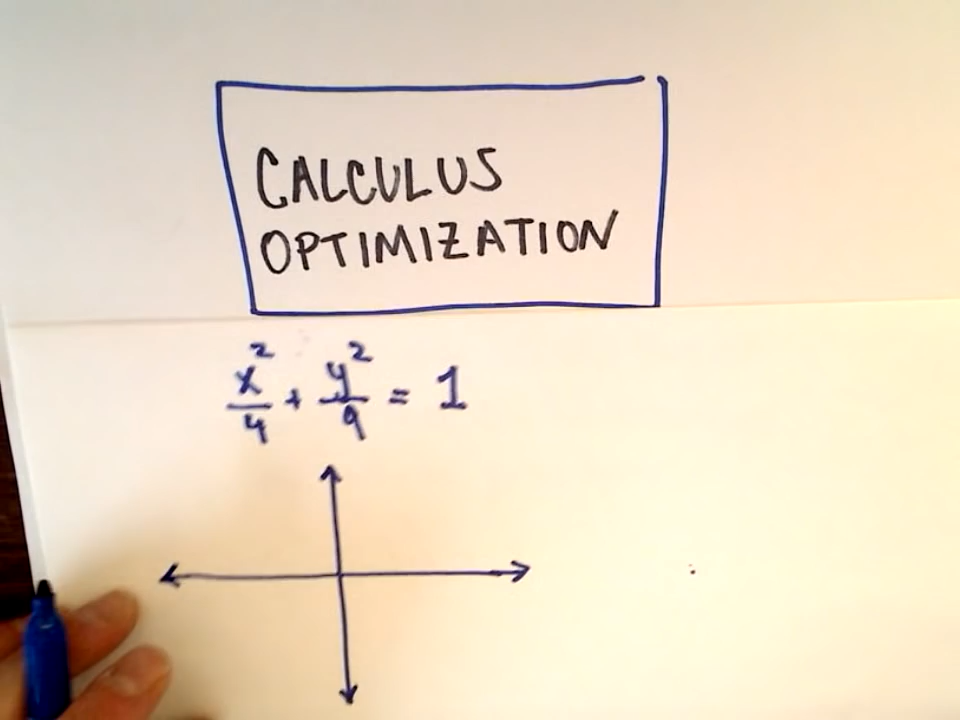 CALCULUS
OPTIMIZATION
x²/4 + y²/9 = 1